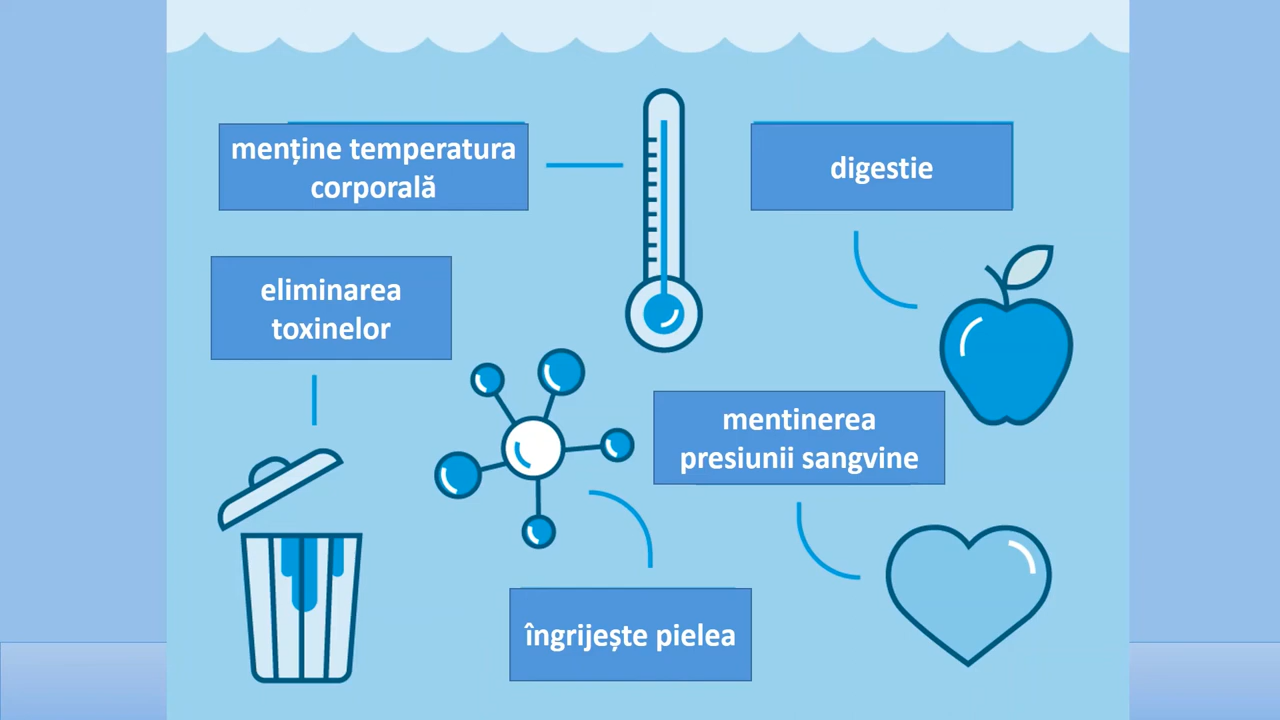 menține temperatura
corporală
digestie
eliminarea
toxinelor
mentinerea
presiunii sangvine
îngrijește pielea